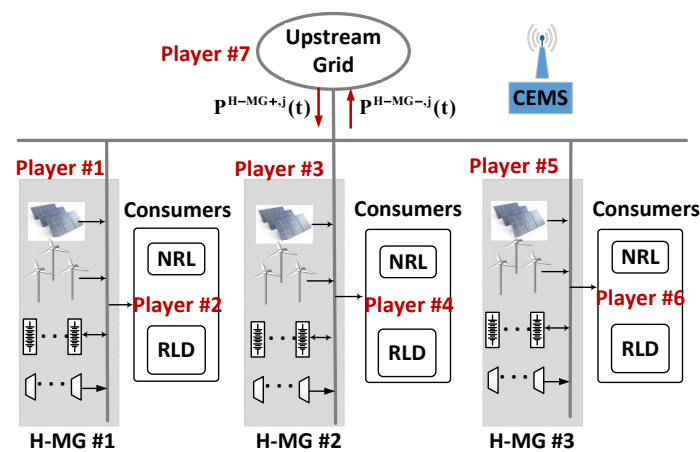 Player #7
Upstream
Grid
CEMS
P^H−MG+,j(t)
P^H−MG−,j(t)
Player #1
Player #3
Player #5
Consumers
Consumers
Consumers
NRL
NRL
NRL
Player #2
Player #4
Player #6
RLD
RLD
RLD
H-MG #1
H-MG #2
H-MG #3